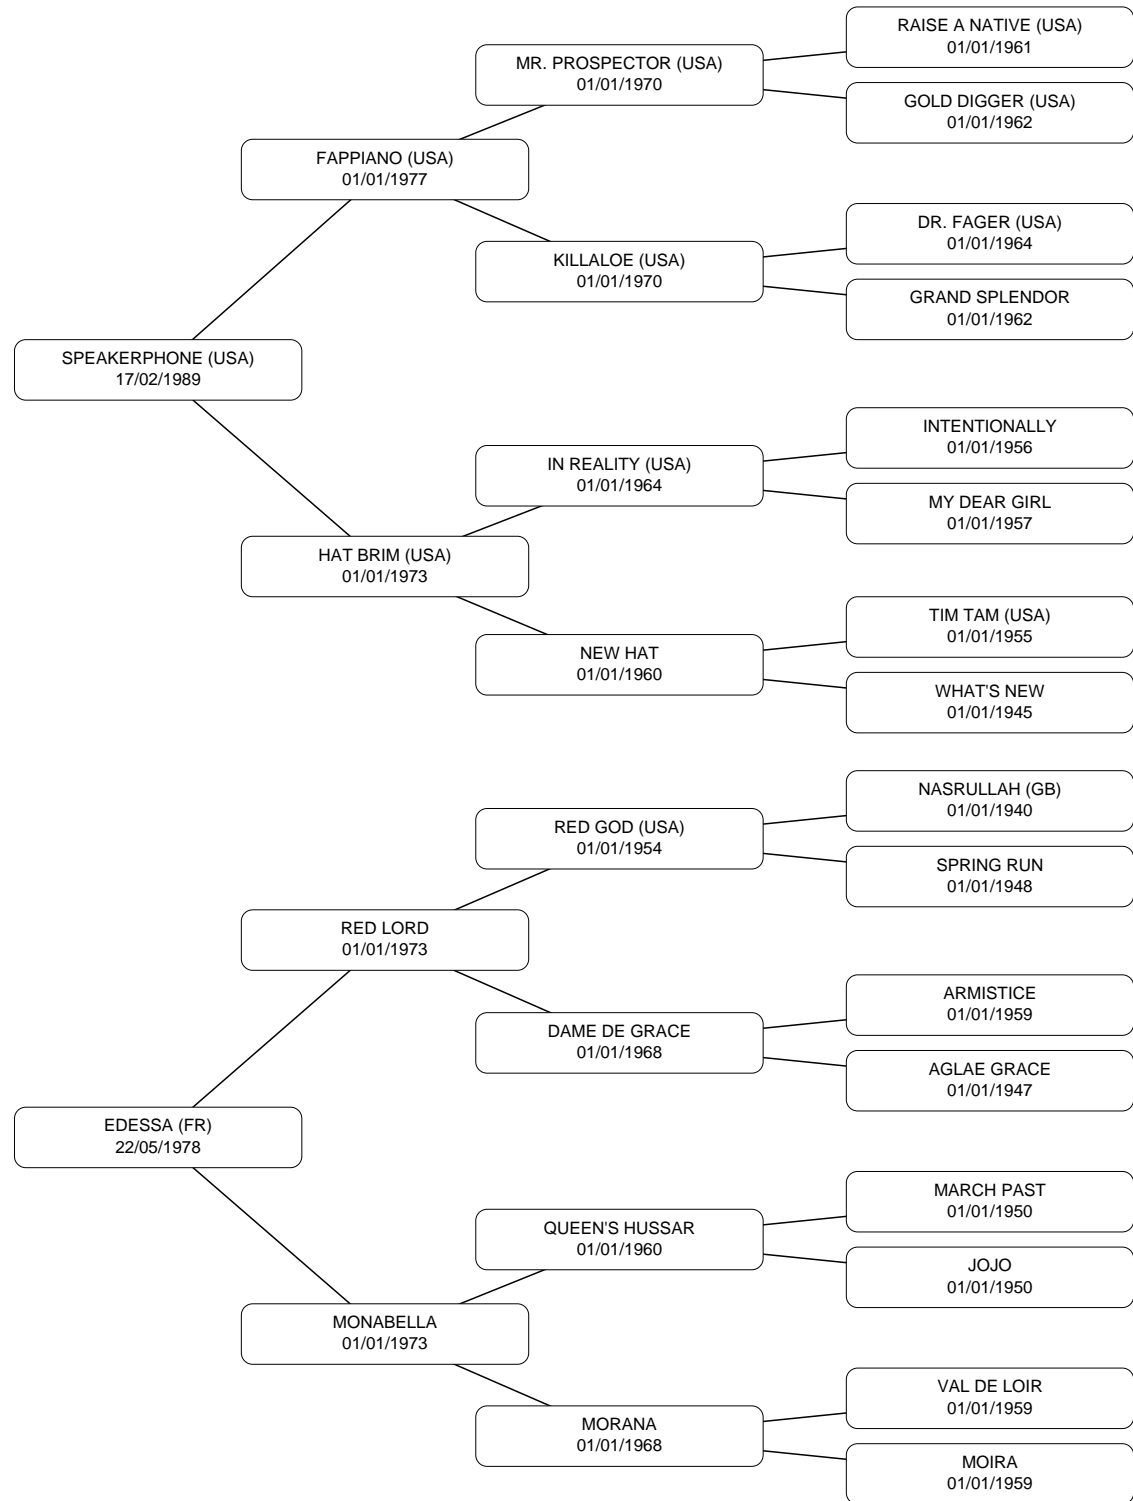 RAISE A NATIVE (USA)
01/01/1961
MR. PROSPECTOR (USA)
01/01/1970
GOLD DIGGER (USA)
01/01/1962
FAPPIANO (USA)
01/01/1977
DR. FAGER (USA)
01/01/1964
KILLALOE (USA)
01/01/1970
GRAND SPLENDOR
01/01/1962
SPEAKERPHONE (USA)
17/02/1989
INTENTIONALLY
01/01/1956
IN REALITY (USA)
01/01/1964
MY DEAR GIRL
01/01/1957
HAT BRIM (USA)
01/01/1973
TIM TAM (USA)
01/01/1955
NEW HAT
01/01/1960
WHAT'S NEW
01/01/1945
NASRULLAH (GB)
01/01/1940
RED GOD (USA)
01/01/1954
SPRING RUN
01/01/1948
RED LORD
01/01/1973
ARMISTICE
01/01/1959
DAME DE GRACE
01/01/1968
AGLAE GRACE
01/01/1947
EDESSA (FR)
22/05/1978
MARCH PAST
01/01/1950
QUEEN'S HUSSAR
01/01/1960
JOJO
01/01/1950
MONABELLA
01/01/1973
VAL DE LOIR
01/01/1959
MORANA
01/01/1968
MOIRA
01/01/1959